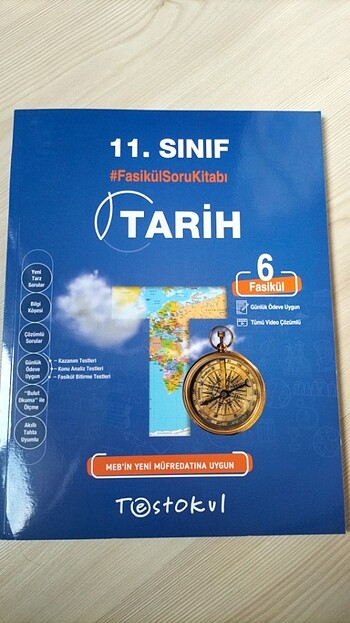 11. SINIF
#FasikülSoruKitabı
TARİH
6
Fasikül
Günlük Ödeve Uygun
Tümü Video Çözümlü
Yeni
Tarz
Sorular
Bilgi
Köşesi
Çözümlü
Sorular
Günlük
Ödeve
Uygun
– Kazanım Testleri
– Konu Analiz Testleri
– Fasikül Bitirme Testleri
"Bulut
Okuma" ile
Ölçme
Akıllı
Tahta
Uyumlu
MEB'İN YENİ MÜFREDATINA UYGUN
Testokul